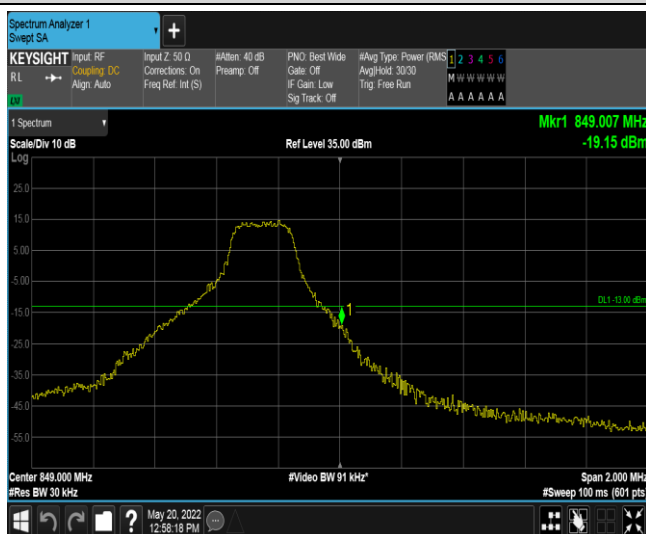 Spectrum Analyzer 1
Swept SA
KEYSIGHT
RL
Input: RF
Coupling: DC
Align: Auto
Input Z: 50 Ω
Corrections: On
Freq Ref: Int (S)
#Atten: 40 dB
Preamp: Off
PNO: Best Wide
Gate: Off
IF Gain: Low
Sig Track: Off
#Avg Type: Power (RMS
Avg|Hold: 30/30
Trig: Free Run
1 2 3 4 5 6
M W W W W W
A A A A A A
1 Spectrum
Mkr1 849.007 MHz
Scale/Div 10 dB
Ref Level 35.00 dBm
-19.15 dBm
Log
25.0
15.0
5.00
-5.00
-15.0
-25.0
-35.0
-45.0
-55.0
DL1 -13.00 dBm
1
Center 849.000 MHz
#Video BW 91 kHz*
Span 2.000 MHz
#Res BW 30 kHz
#Sweep 100 ms (601 pts)
?
May 20, 2022
12:58:18 PM